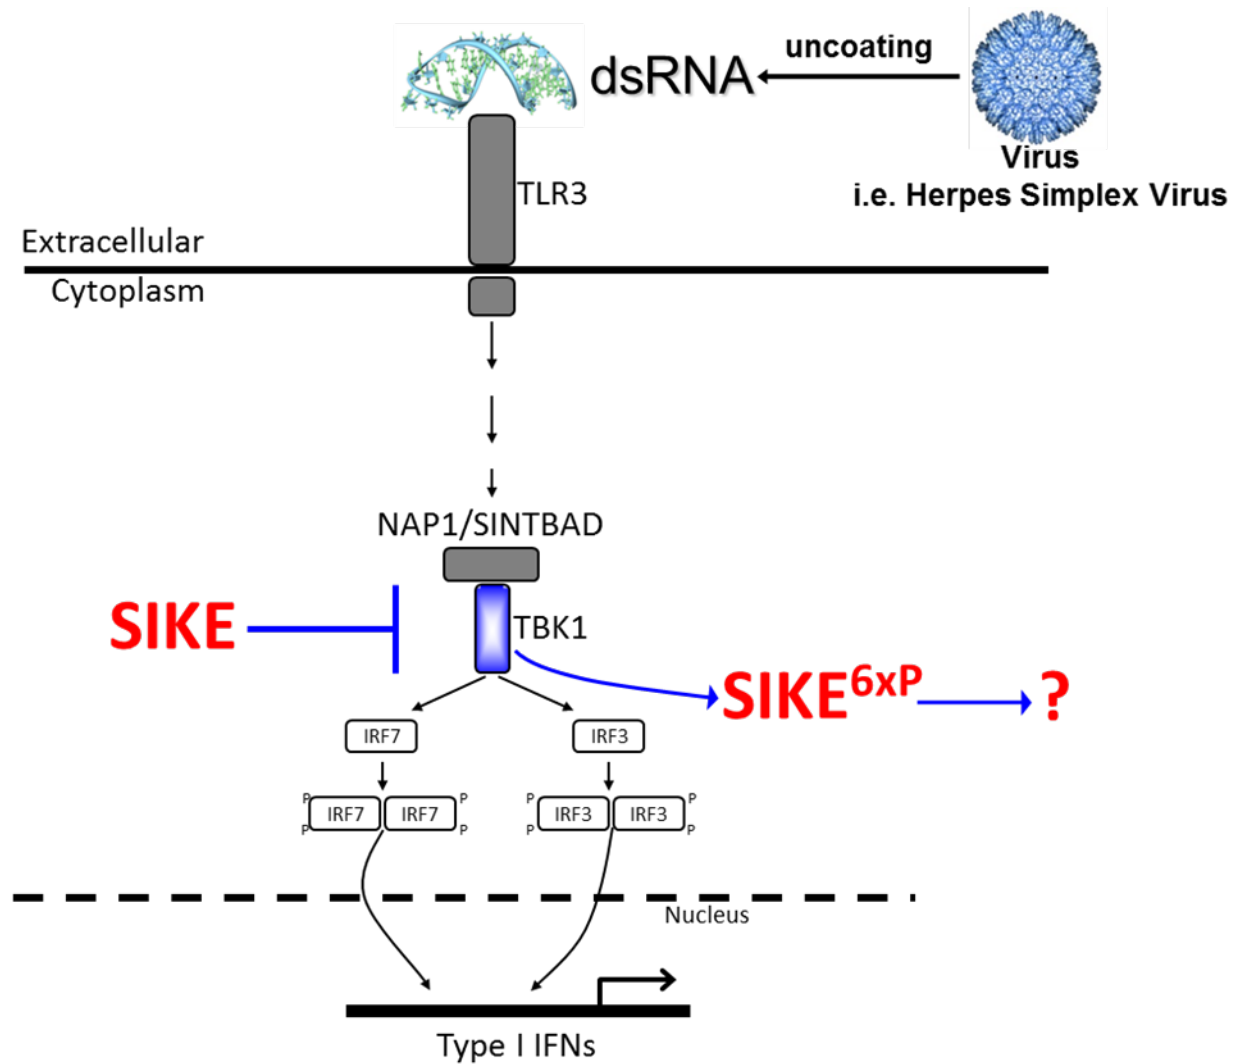 dsRNA
uncoating
Virus
i.e. Herpes Simplex Virus
TLR3
Extracellular
Cytoplasm
NAP1/SINTBAD
SIKE
TBK1
SIKE6xP
?
IRF7
IRF3
P
IRF7
IRF7
P
P
P
P
IRF3
IRF3
P
P
P
Nucleus
Type I IFNs